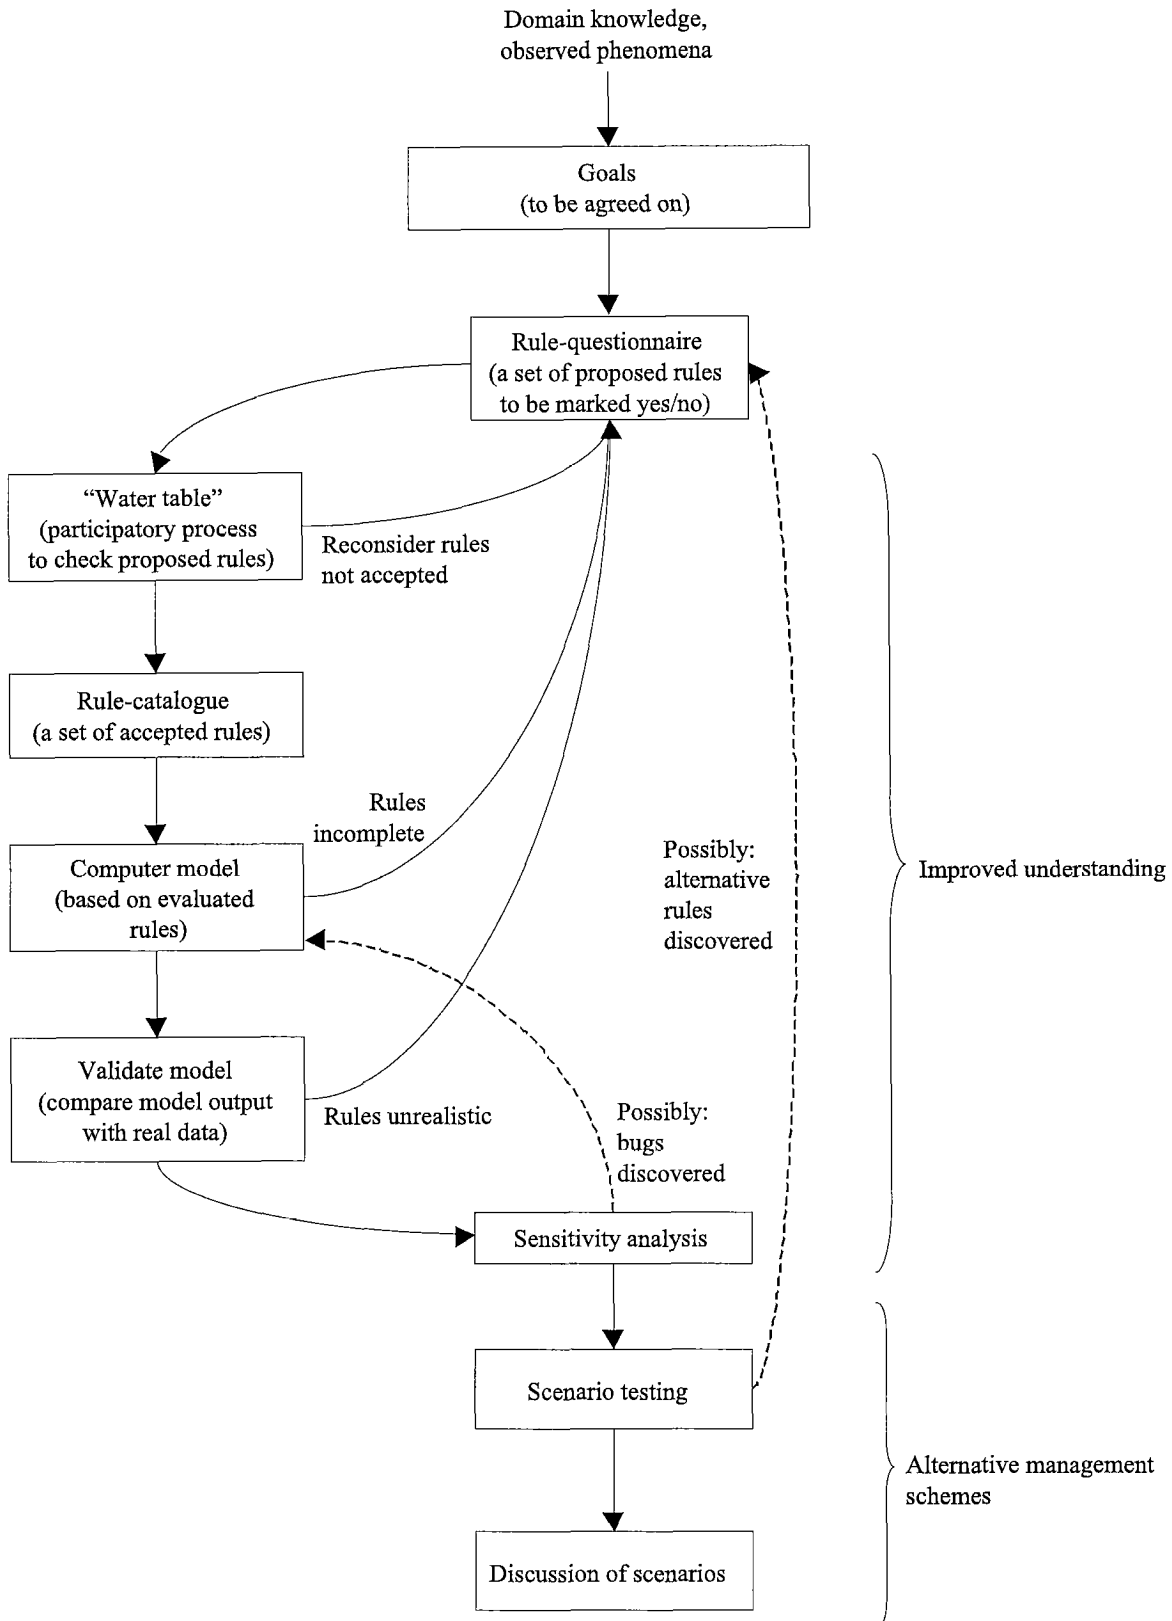 Domain knowledge,
observed phenomena
Goals
(to be agreed on)
Rule-questionnaire
(a set of proposed rules
to be marked yes/no)
“Water table”
(participatory process
to check proposed rules)
Reconsider rules
not accepted
Rule-catalogue
(a set of accepted rules)
Rules
incomplete
Computer model
(based on evaluated
rules)
Possibly:
alternative
rules
discovered
Improved understanding
Validate model
(compare model output
with real data)
Rules unrealistic
Possibly:
bugs
discovered
Sensitivity analysis
Scenario testing
Alternative management
schemes
Discussion of scenarios